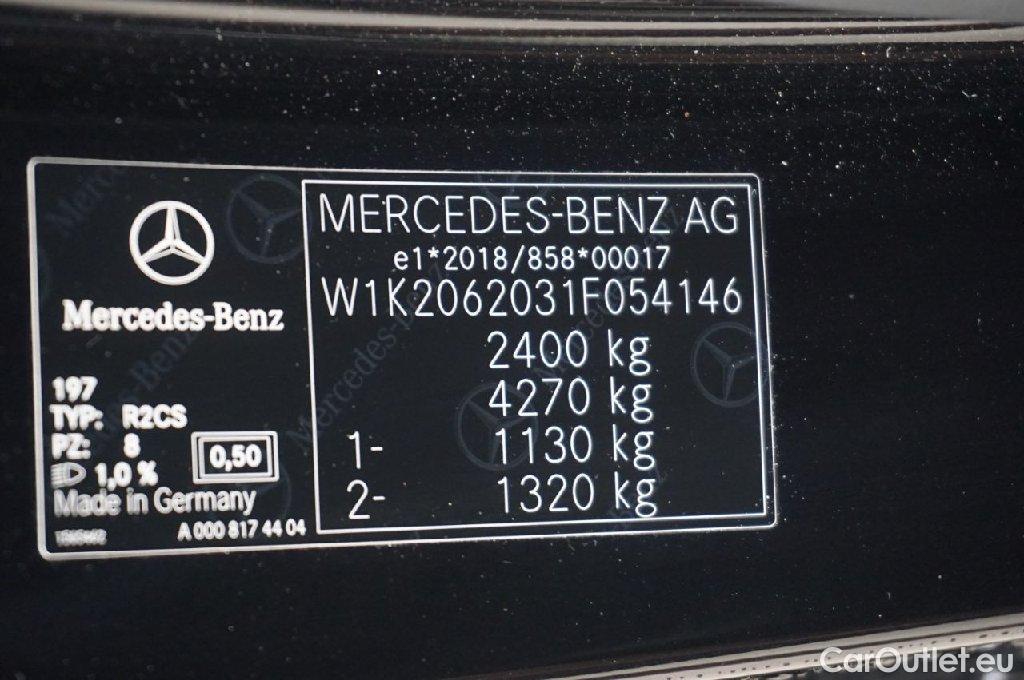 Mercedes-Benz
197
TYP: R2CS
PZ: 8
1,0 %
0,50
Made in Germany
A 000 817 44 04
MERCEDES-BENZ AG
e1*2018/858*00017
W1K2062031F054146
2400 kg
4270 kg
1- 1130 kg
2- 1320 kg
CarOutlet.eu